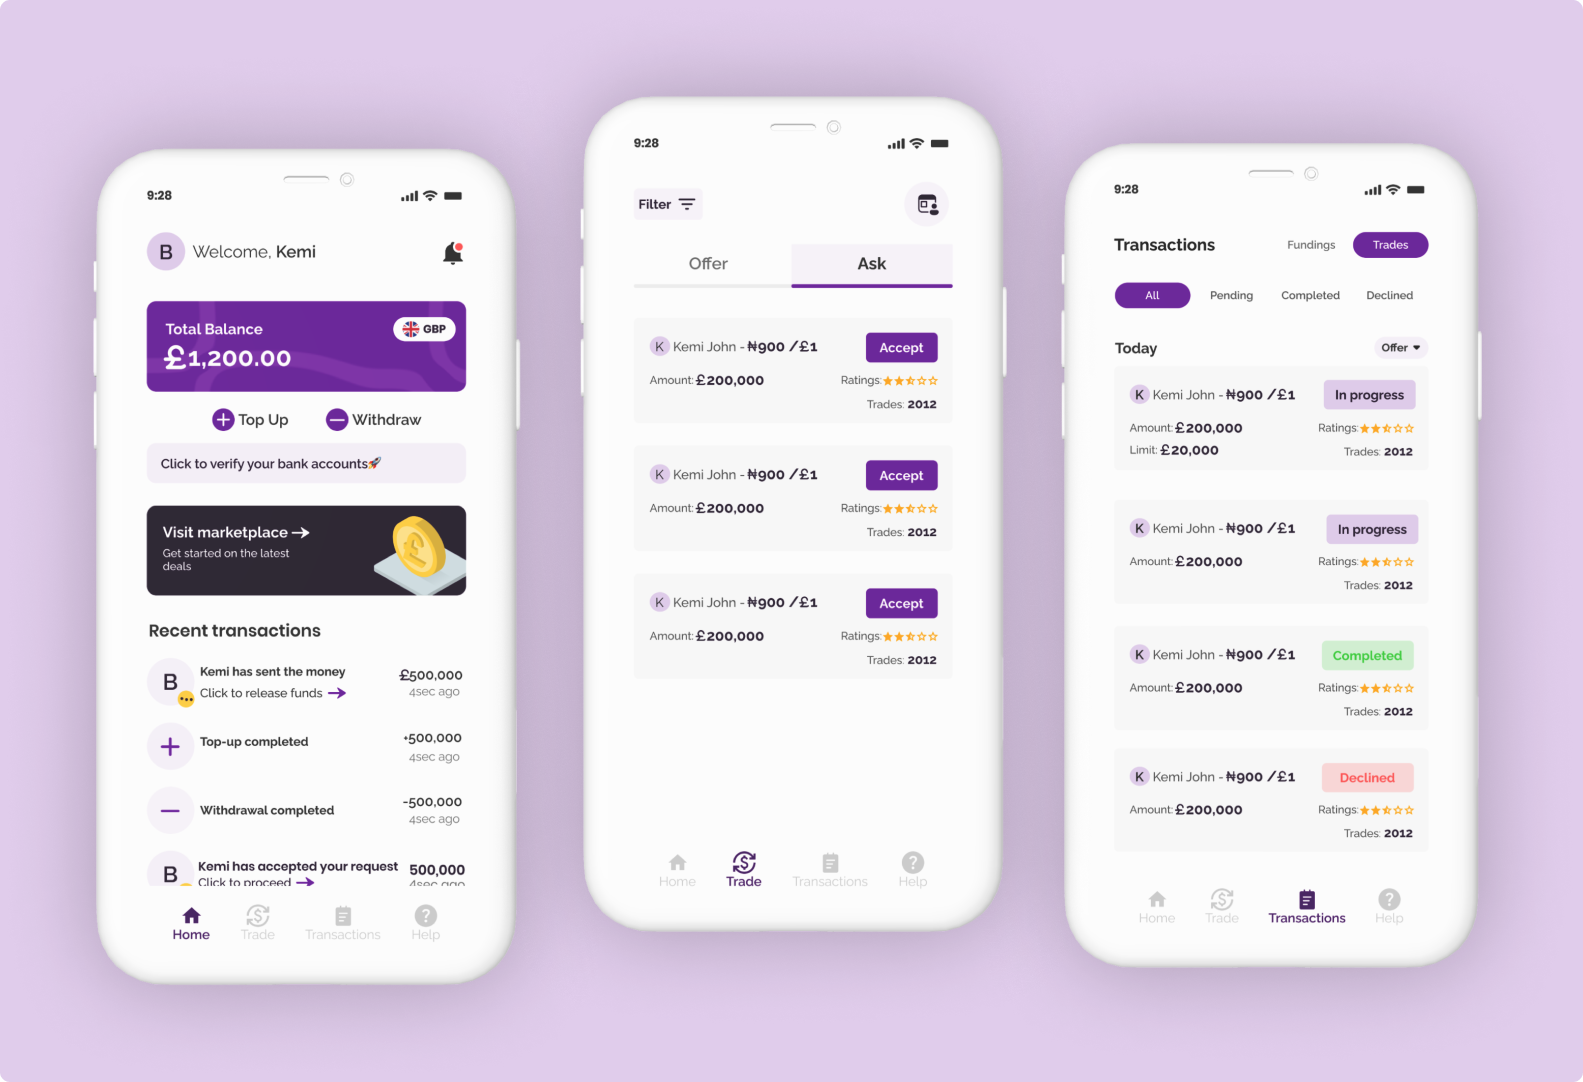 9:28
B Welcome, Kemi
Total Balance
GBP
£1,200.00
Top Up
Withdraw
Click to verify your bank accounts🚀
Visit marketplace →
Get started on the latest
deals
Recent transactions
B
Kemi has sent the money
£500,000
Click to release funds →
4sec ago
Top-up completed
+500,000
4sec ago
Withdrawal completed
-500,000
4sec ago
B
Kemi has accepted your request
500,000
Click to proceed →
4sec ago
Home
Trade
Transactions
Help
9:28
Filter
Offer
Ask
K Kemi John - ₦900 /£1
Accept
Amount: £200,000
Ratings: 
Trades: 2012
K Kemi John - ₦900 /£1
Accept
Amount: £200,000
Ratings: 
Trades: 2012
K Kemi John - ₦900 /£1
Accept
Amount: £200,000
Ratings: 
Trades: 2012
Home
Trade
Transactions
Help
9:28
Transactions
Fundings
Trades
All
Pending
Completed
Declined
Today
Offer
K Kemi John - ₦900 /£1
In progress
Amount: £200,000
Ratings: 
Limit: £20,000
Trades: 2012
K Kemi John - ₦900 /£1
In progress
Amount: £200,000
Ratings: 
Trades: 2012
K Kemi John - ₦900 /£1
Completed
Amount: £200,000
Ratings: 
Trades: 2012
K Kemi John - ₦900 /£1
Declined
Amount: £200,000
Ratings: 
Trades: 2012
Home
Trade
Transactions
Help